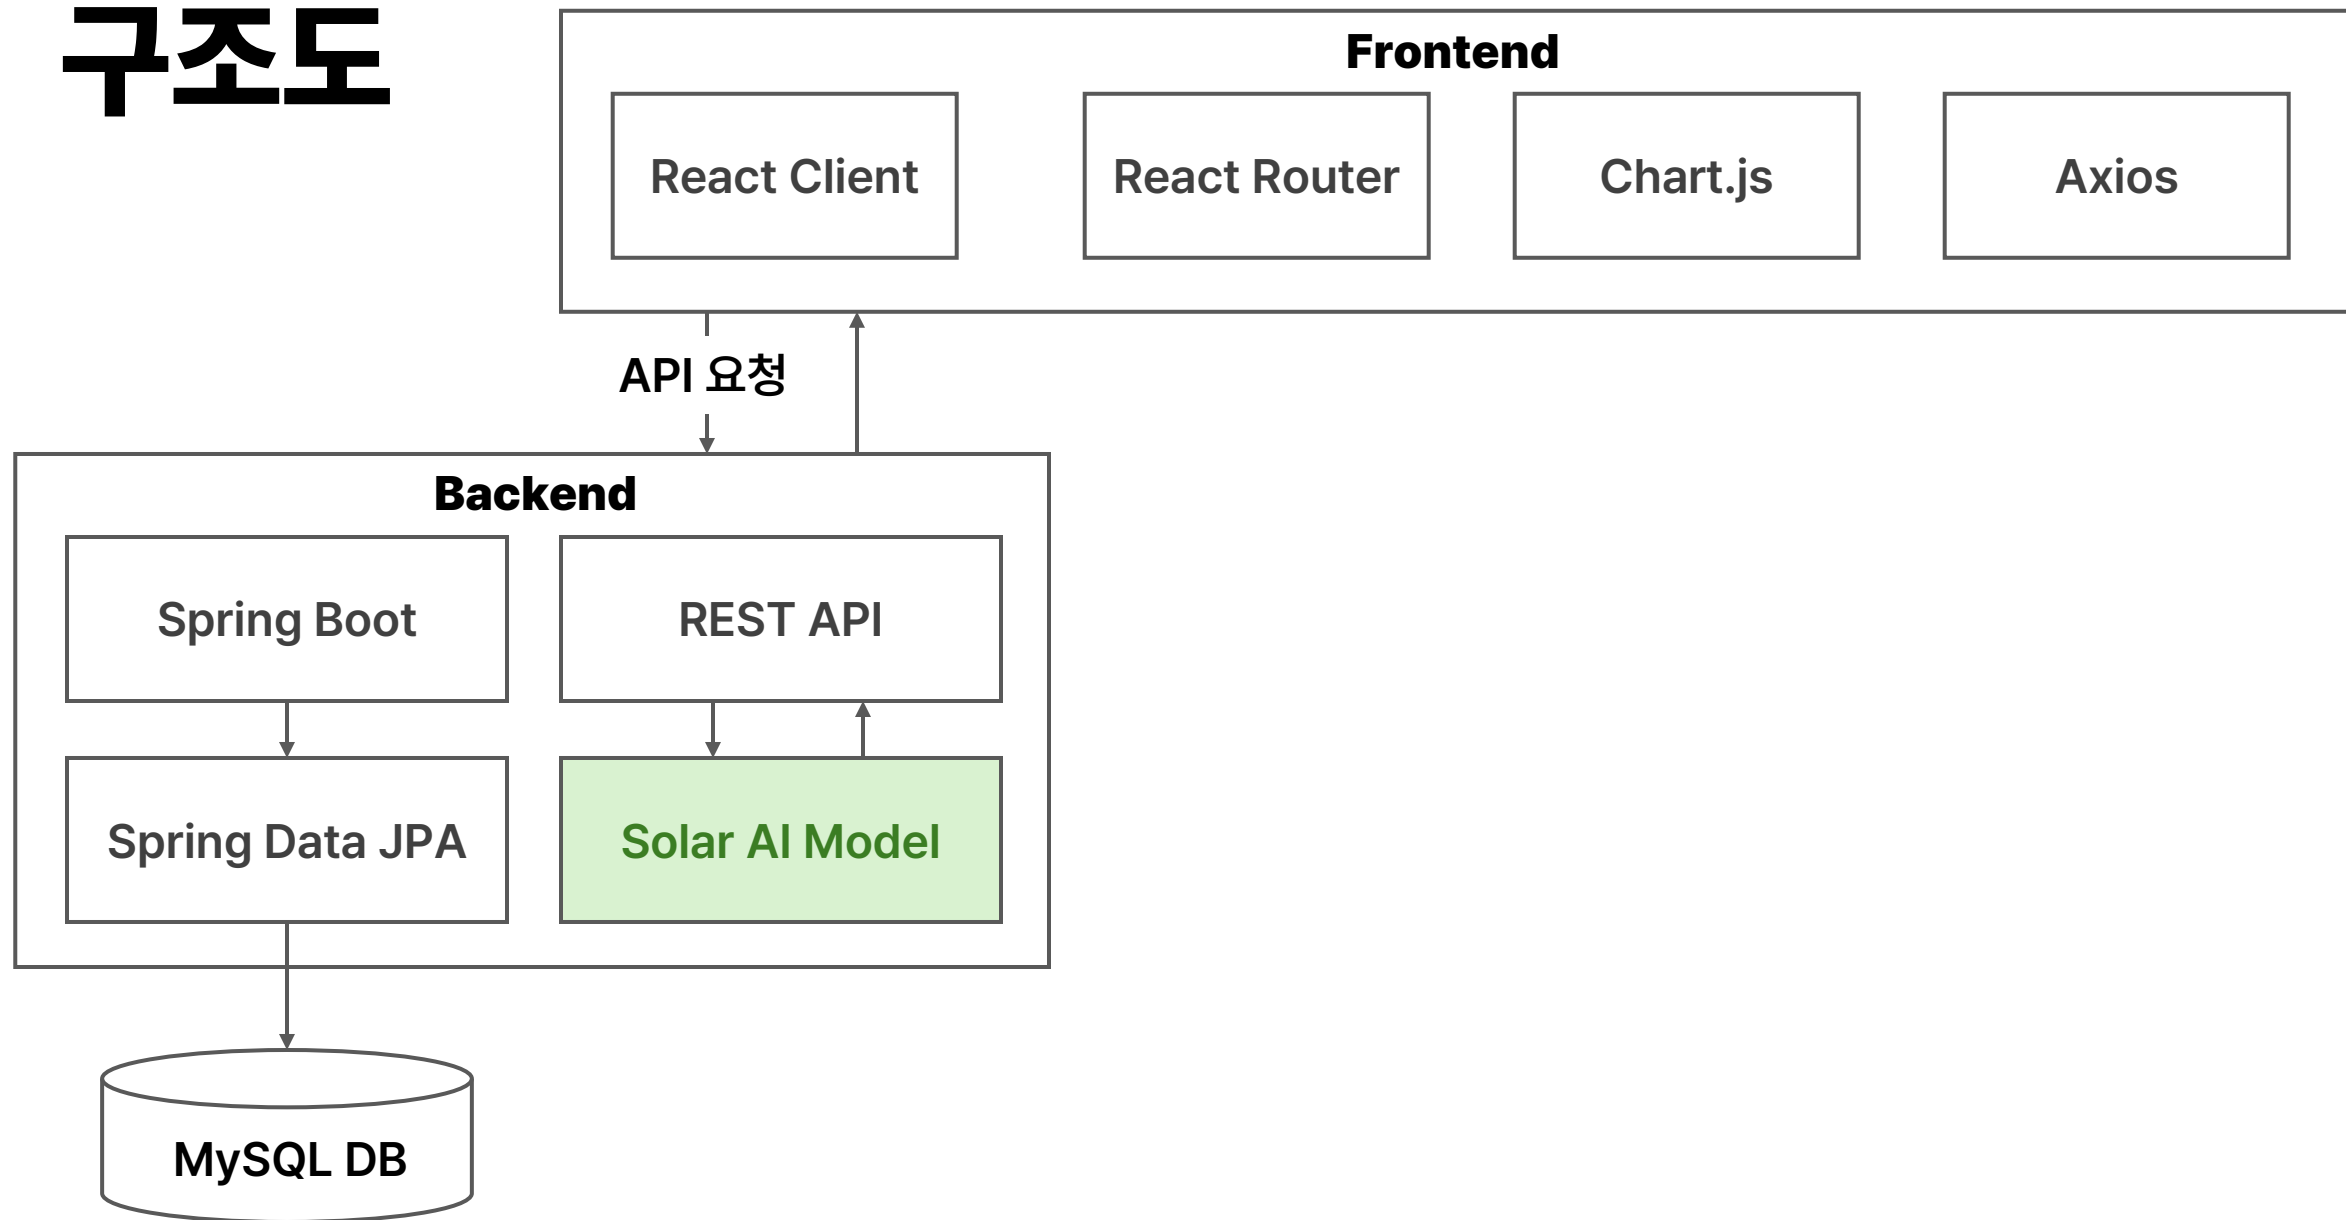 구조도
Frontend
React Client
React Router
Chart.js
Axios
API 요청
Backend
Spring Boot
REST API
Spring Data JPA
Solar AI Model
MySQL DB